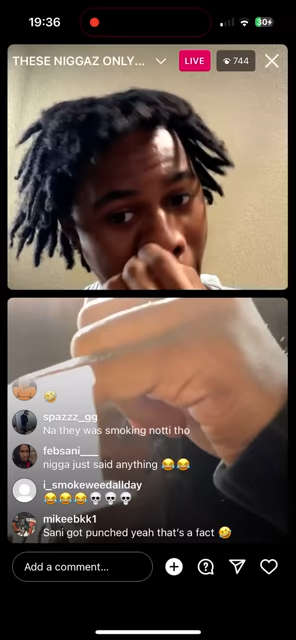 19:36
30
THESE NIGGAZ ONLY...
LIVE
744
spazzz_gg
Na they was smoking notti tho
febsani___
nigga just said anything 😂😂
i_smokeweedallday
😂😂😂💀💀💀
mikeebkk1
Sani got punched yeah that's a fact 🤣
Add a comment...